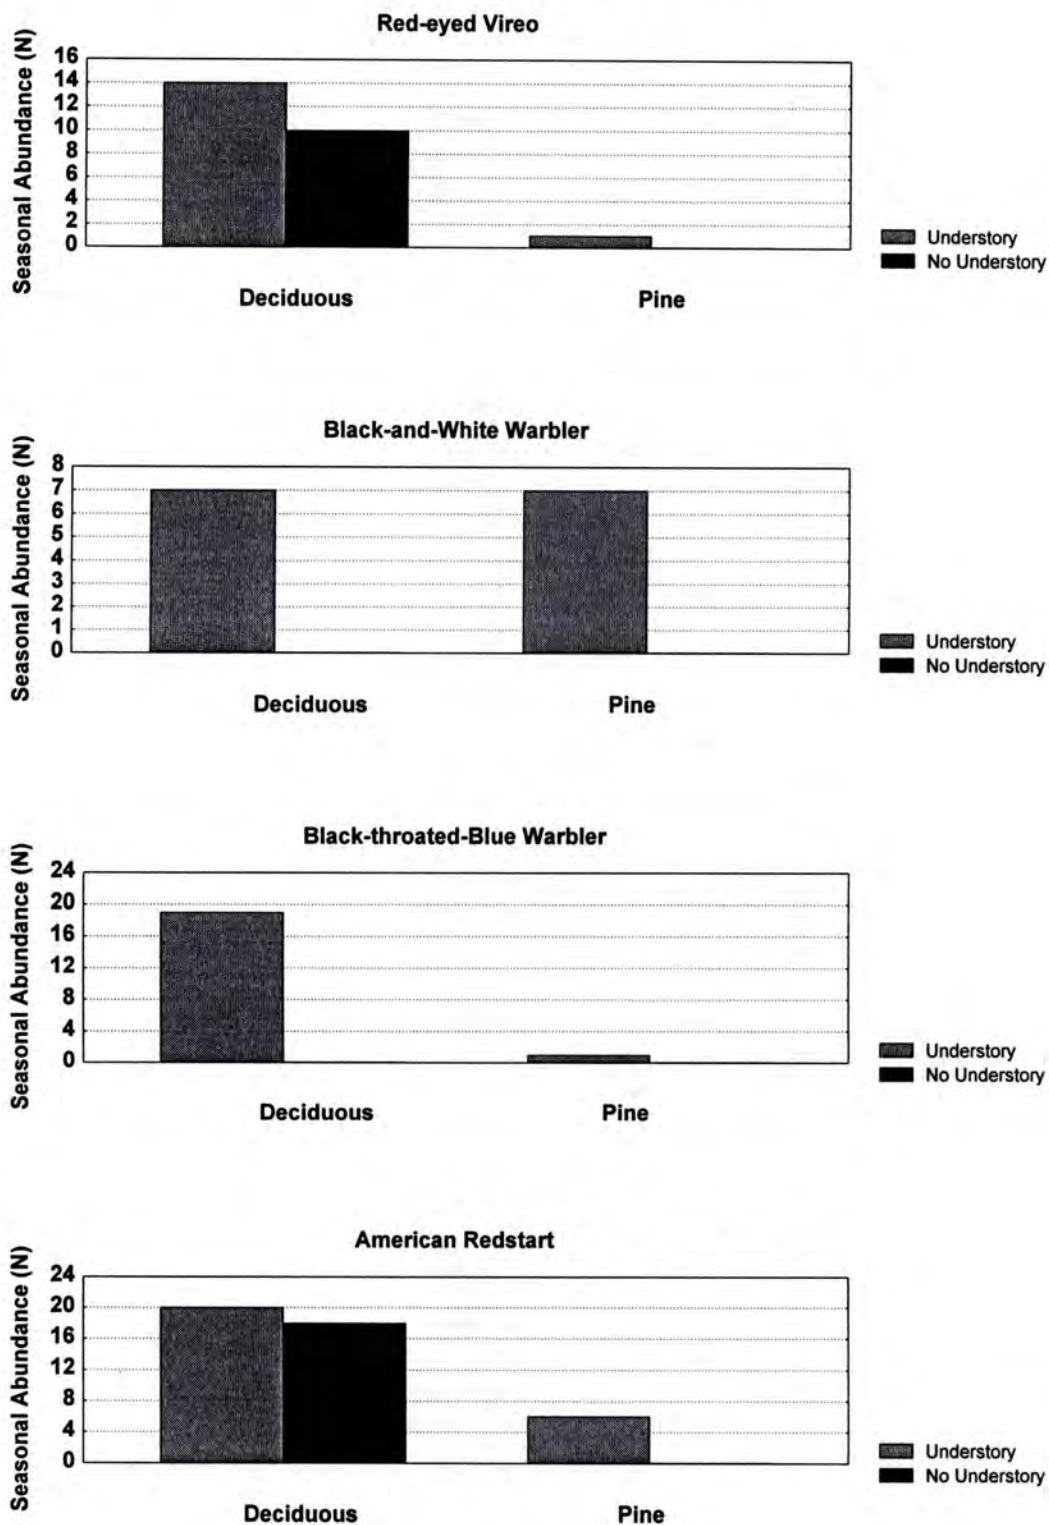 Red-eyed Vireo
Seasonal Abundance (N)
16
14
12
10
8
6
4
2
0
Deciduous
Pine
Understory
No Understory
Black-and-White Warbler
Seasonal Abundance (N)
8
7
6
5
4
3
2
1
0
Deciduous
Pine
Understory
No Understory
Black-throated-Blue Warbler
Seasonal Abundance (N)
24
20
16
12
8
4
0
Deciduous
Pine
Understory
No Understory
American Redstart
Seasonal Abundance (N)
24
20
16
12
8
4
0
Deciduous
Pine
Understory
No Understory